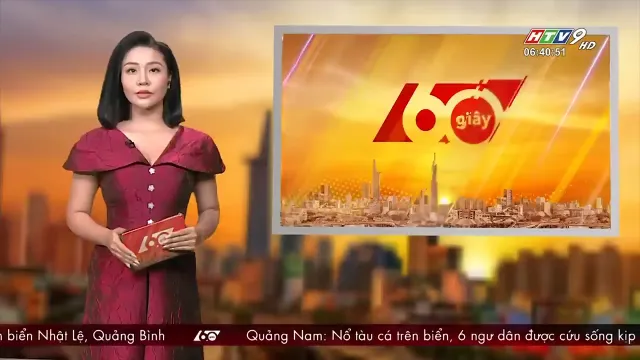 HTV9 HD
06:40:51
60
giây
60
n biển Nhật Lệ, Quảng Bình 60 Quảng Nam: Nổ tàu cá trên biển, 6 ngư dân được cứu sống kịp